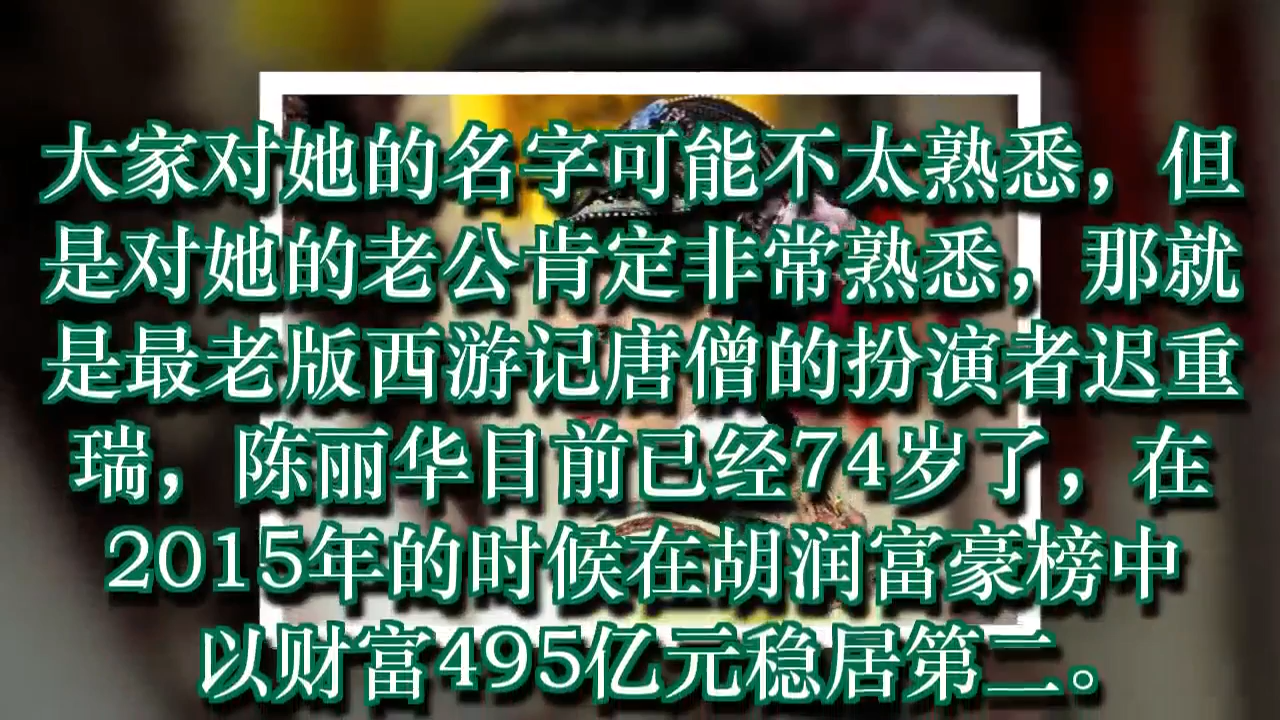 大家对她的名字可能不太熟悉，但
是对她的老公肯定非常熟悉，那就
是最老版西游记唐僧的扮演者迟重
瑞，陈丽华目前已经74岁了，在
2015年的时候在胡润富豪榜中
以财富495亿元稳居第二。